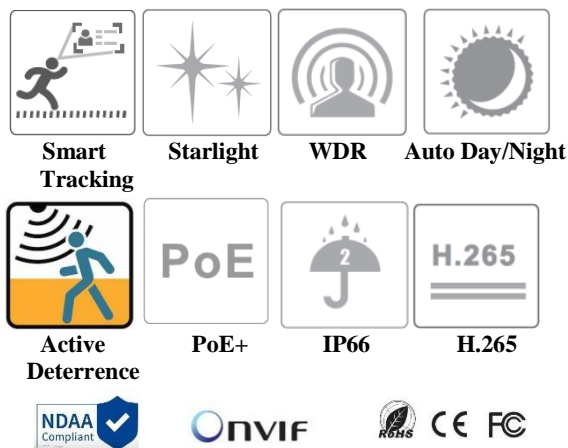 Smart Tracking
Starlight
WDR
Auto Day/Night
PoE
2
H.265
Active Deterrence
PoE+
IP66
H.265
NDAA
Compliant
ONVIF
RoHS
CE
FC